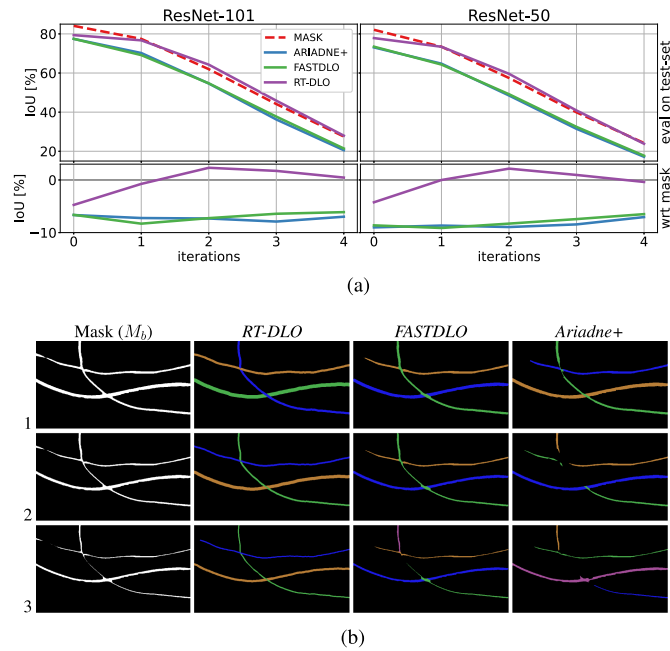 ResNet-101
ResNet-50
80
60
40
20
IoU [%]
MASK
ARIADNE+
FASTDLO
RT-DLO
eval on test-set
0
−10
IoU [%]
wrt mask
0 1 2 3 4
0 1 2 3 4
iterations
iterations
(a)
Mask (M_b) RT-DLO FASTDLO Ariadne+
1
2
3
(b)